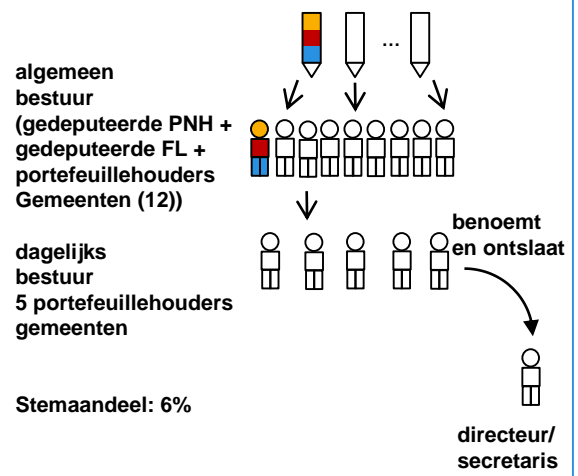 ...
algemeen
bestuur
(gedeputeerde PNH +
gedeputeerde FL +
portefeuillehouders
Gemeenten (12))
benoemt
en ontslaat
dagelijks
bestuur
5 portefeuillehouders
gemeenten
Stemaandeel: 6%
directeur/
secretaris